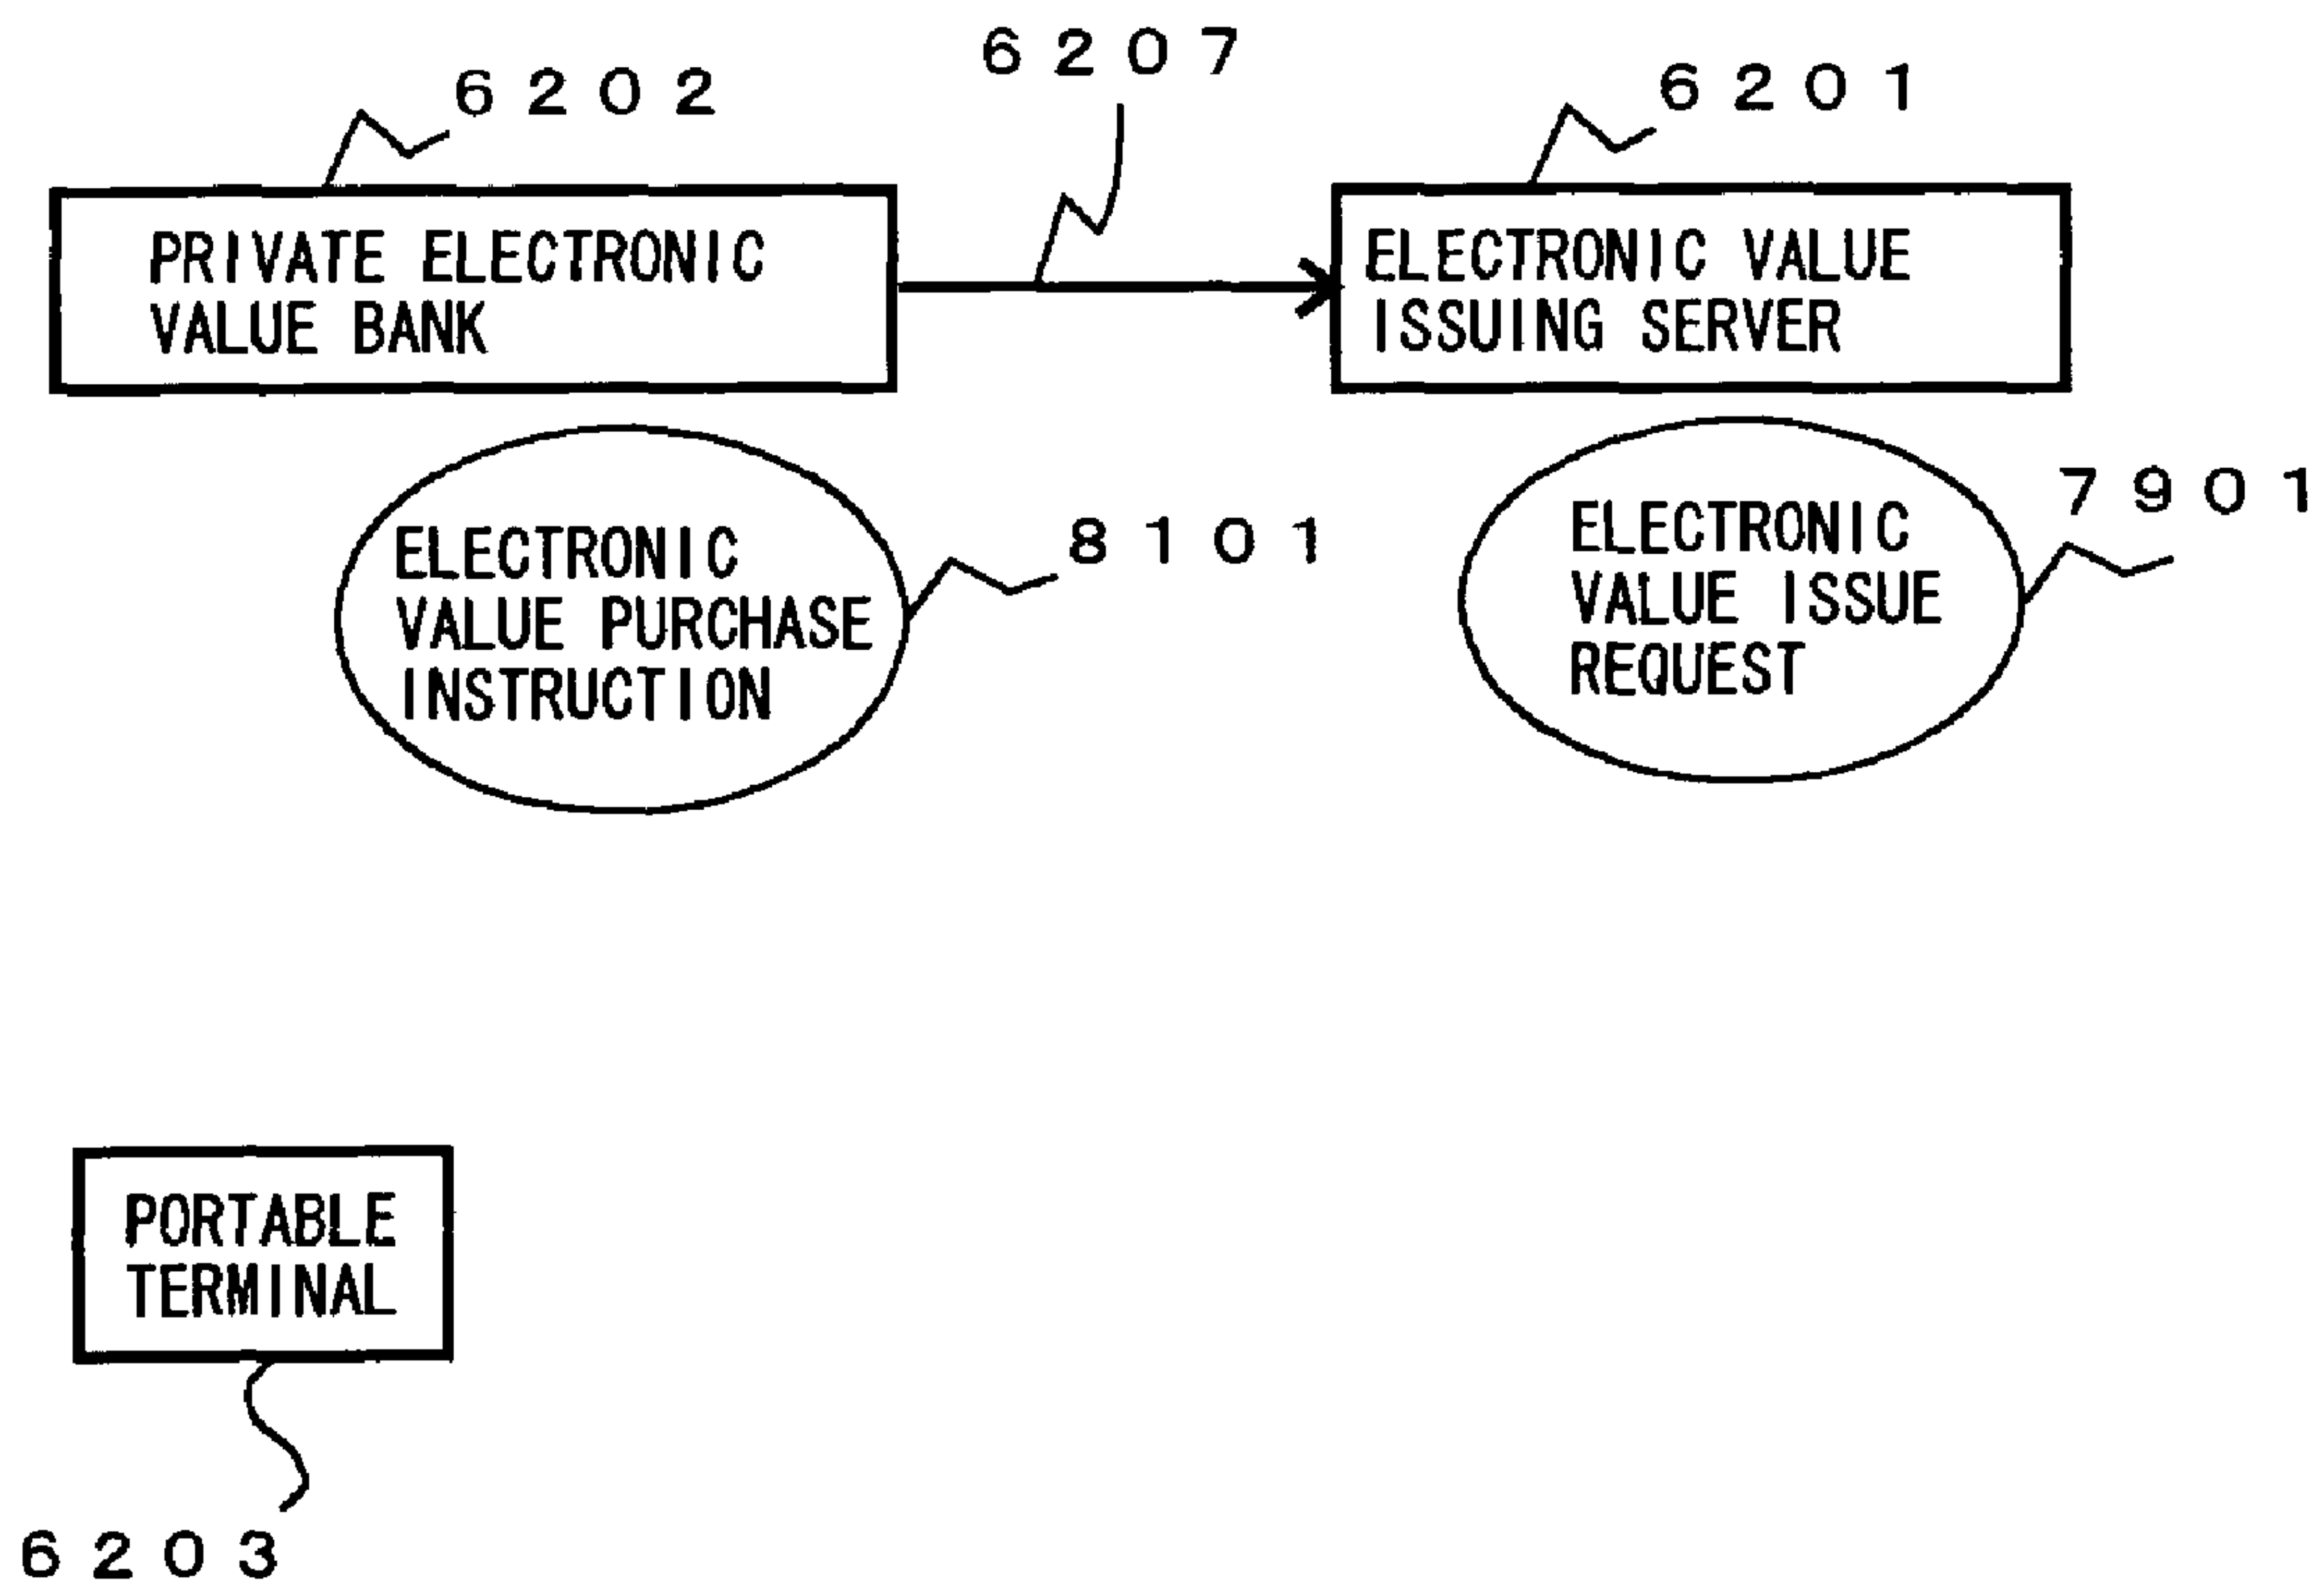 6207
6202
6201
PRIVATE ELECTRONIC
VALUE BANK
ELECTRONIC VALUE
ISSUING SERVER
8101
ELECTRONIC
VALUE PURCHASE
INSTRUCTION
7901
ELECTRONIC
VALUE ISSUE
REQUEST
PORTABLE
TERMINAL
6203